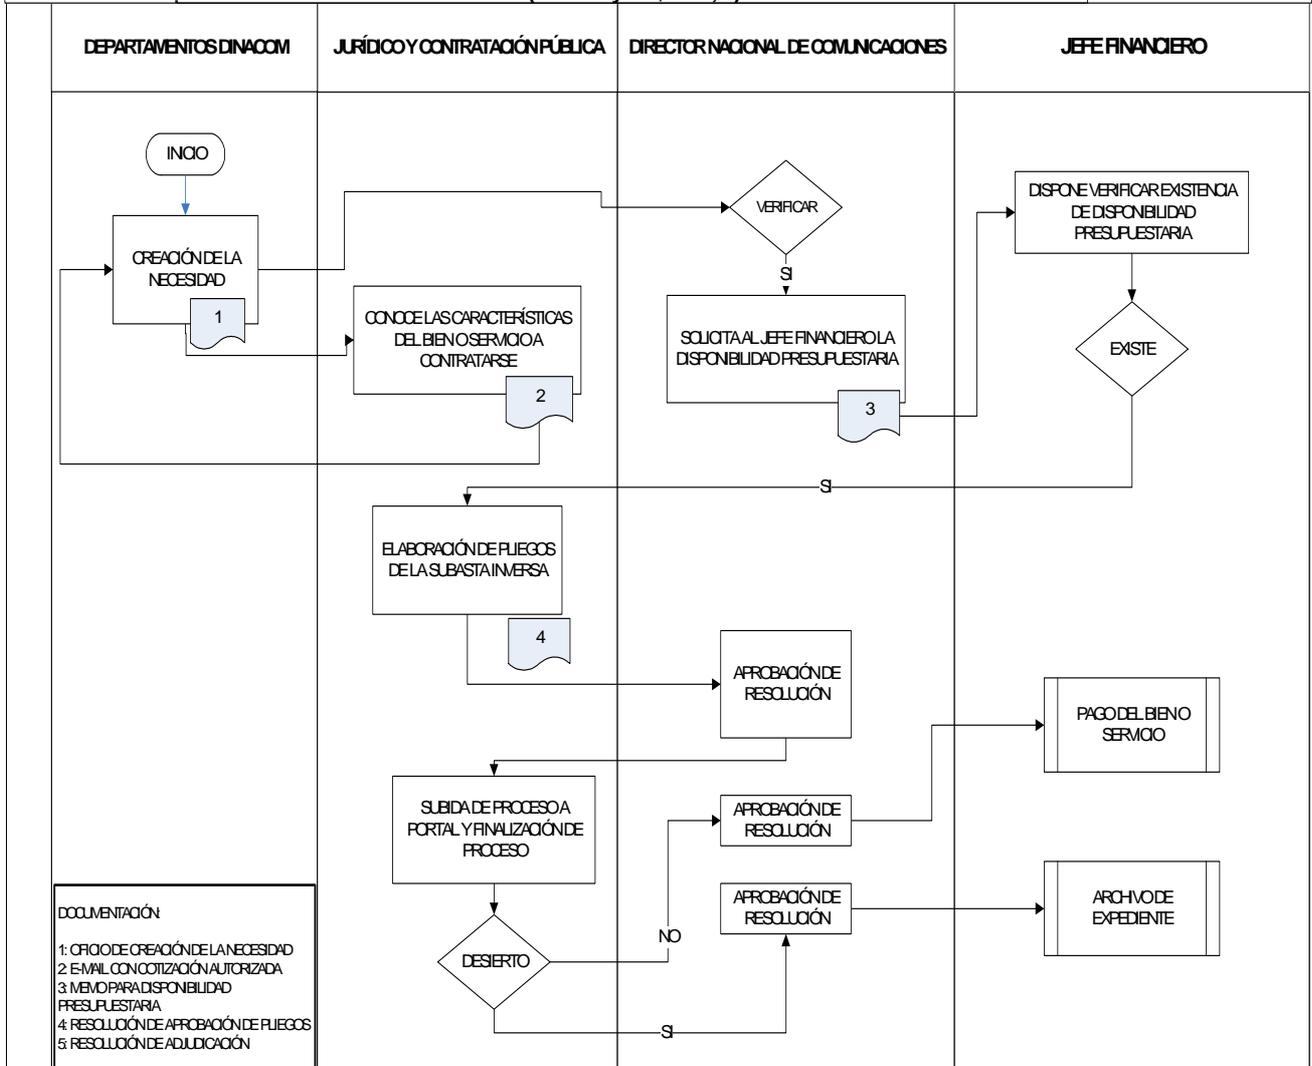 DEPARTAMENTOS DINACOM
JURÍDICO Y CONTRATACIÓN PÚBLICA
DIRECTOR NACIONAL DE COMUNICACIONES
JEFE FINANCIERO
INICIO
CREACIÓN DE LA
NECESIDAD
1
CONOCE LAS CARACTERÍSTICAS
DEL BIEN O SERVICIO A
CONTRATARSE
2
VERIFICAR
SI
SOLICITA AL JEFE FINANCIERO LA
DISPONIBILIDAD PRESUPUESTARIA
3
DISPONE VERIFICAR EXISTENCIA
DE DISPONIBILIDAD
PRESUPUESTARIA
EXISTE
SI
ELABORACIÓN DE PLIEGOS
DE LA SUBASTA INVERSA
4
APROBACIÓN DE
RESOLUCIÓN
SUBIDA DE PROCESO A
PORTAL Y FINALIZACIÓN DE
PROCESO
DESIERTO
NO
SI
APROBACIÓN DE
RESOLUCIÓN
APROBACIÓN DE
RESOLUCIÓN
PAGO DEL BIEN O
SERVICIO
ARCHIVO DE
EXPEDIENTE
DOCUMENTACIÓN:
1: OFICIO DE CREACIÓN DE LA NECESIDAD
2: E-MAIL CON COTIZACIÓN AUTORIZADA
3: MEMO PARA DISPONIBILIDAD
PRESUPUESTARIA
4: RESOLUCIÓN DE APROBACIÓN DE PLIEGOS
5: RESOLUCIÓN DE ADJUDICACIÓN